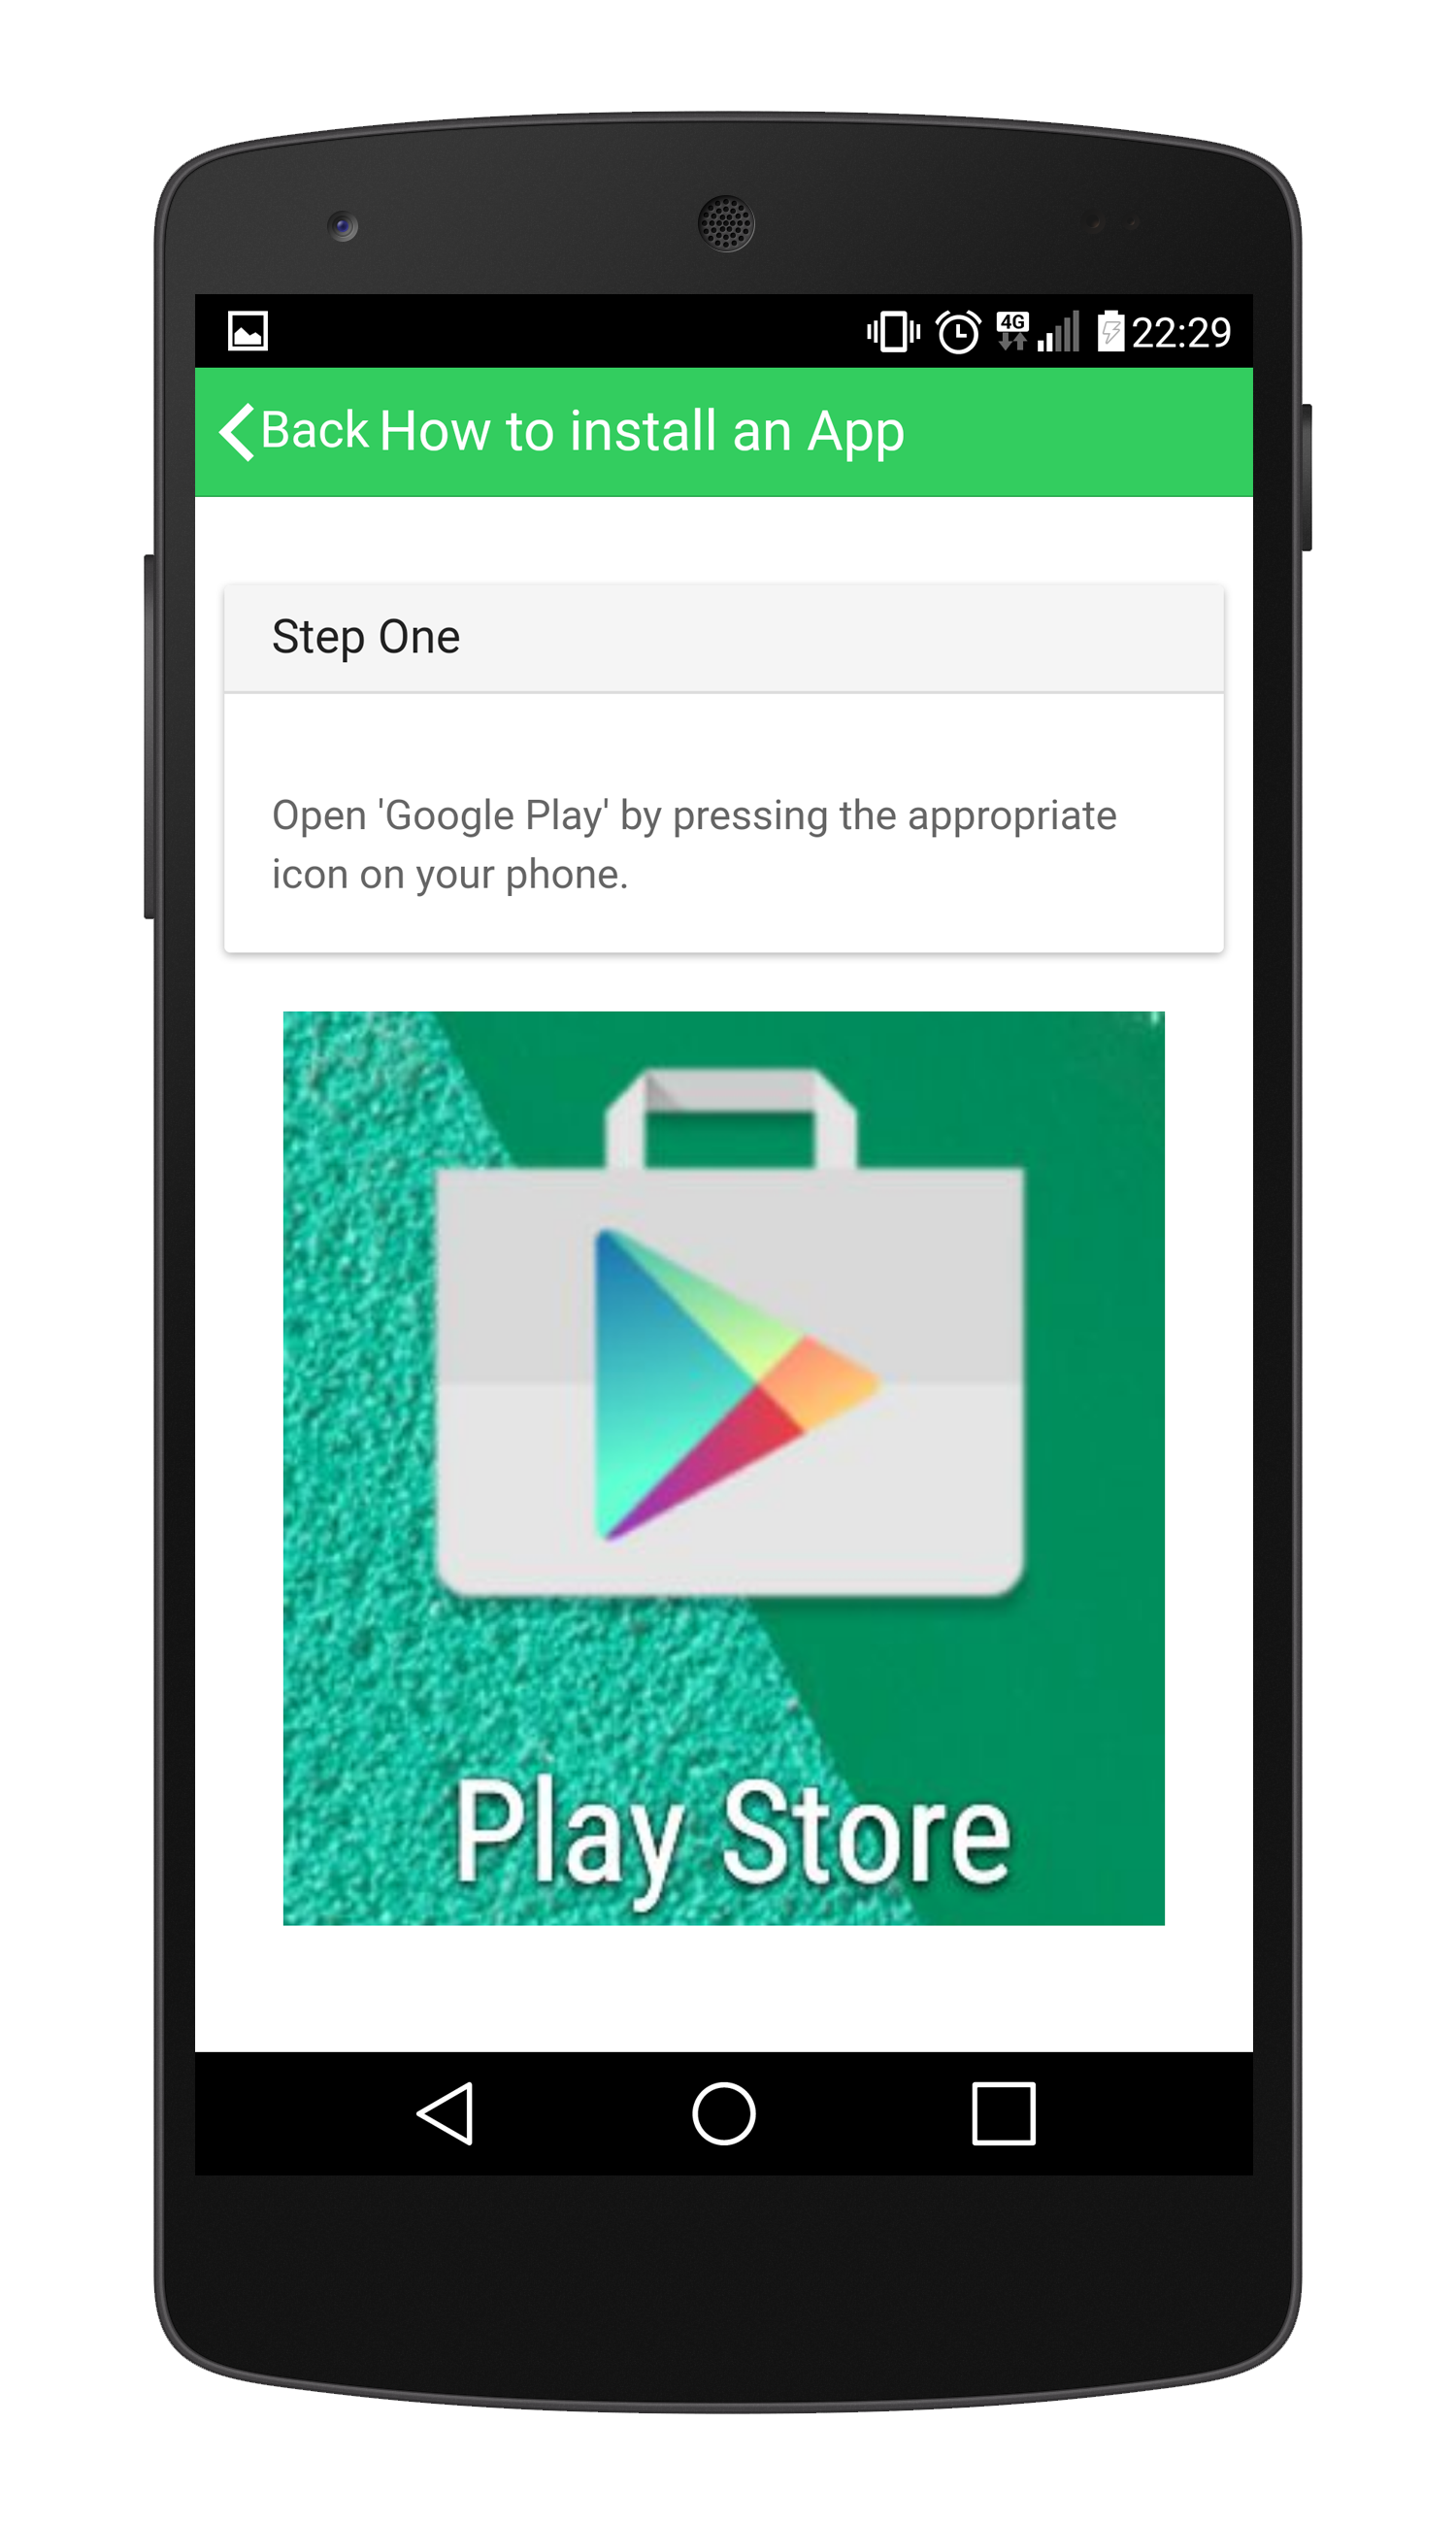 4G 22:29
Back How to install an App
Step One
Open 'Google Play' by pressing the appropriate
icon on your phone.
Play Store